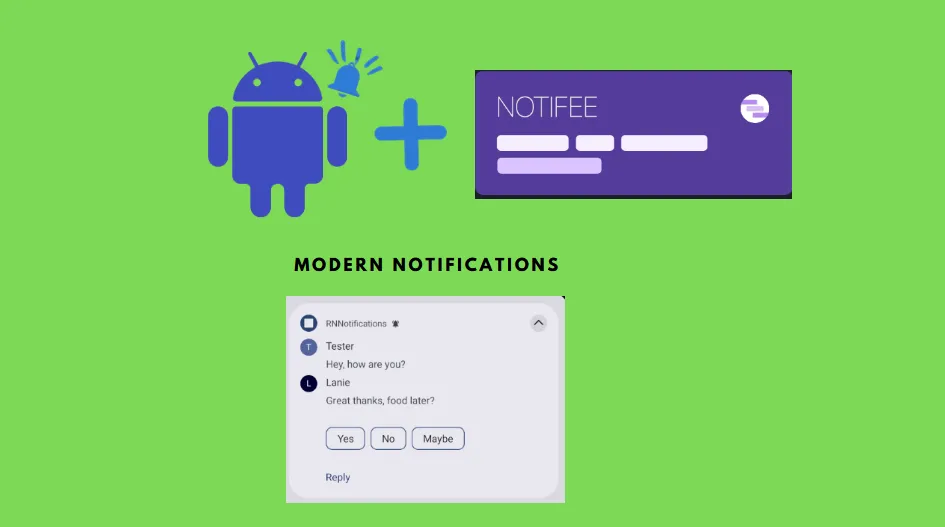 NOTIFEE
MODERN NOTIFICATIONS
RNNotifications
T Tester
Hey, how are you?
L Lanie
Great thanks, food later?
Yes No Maybe
Reply